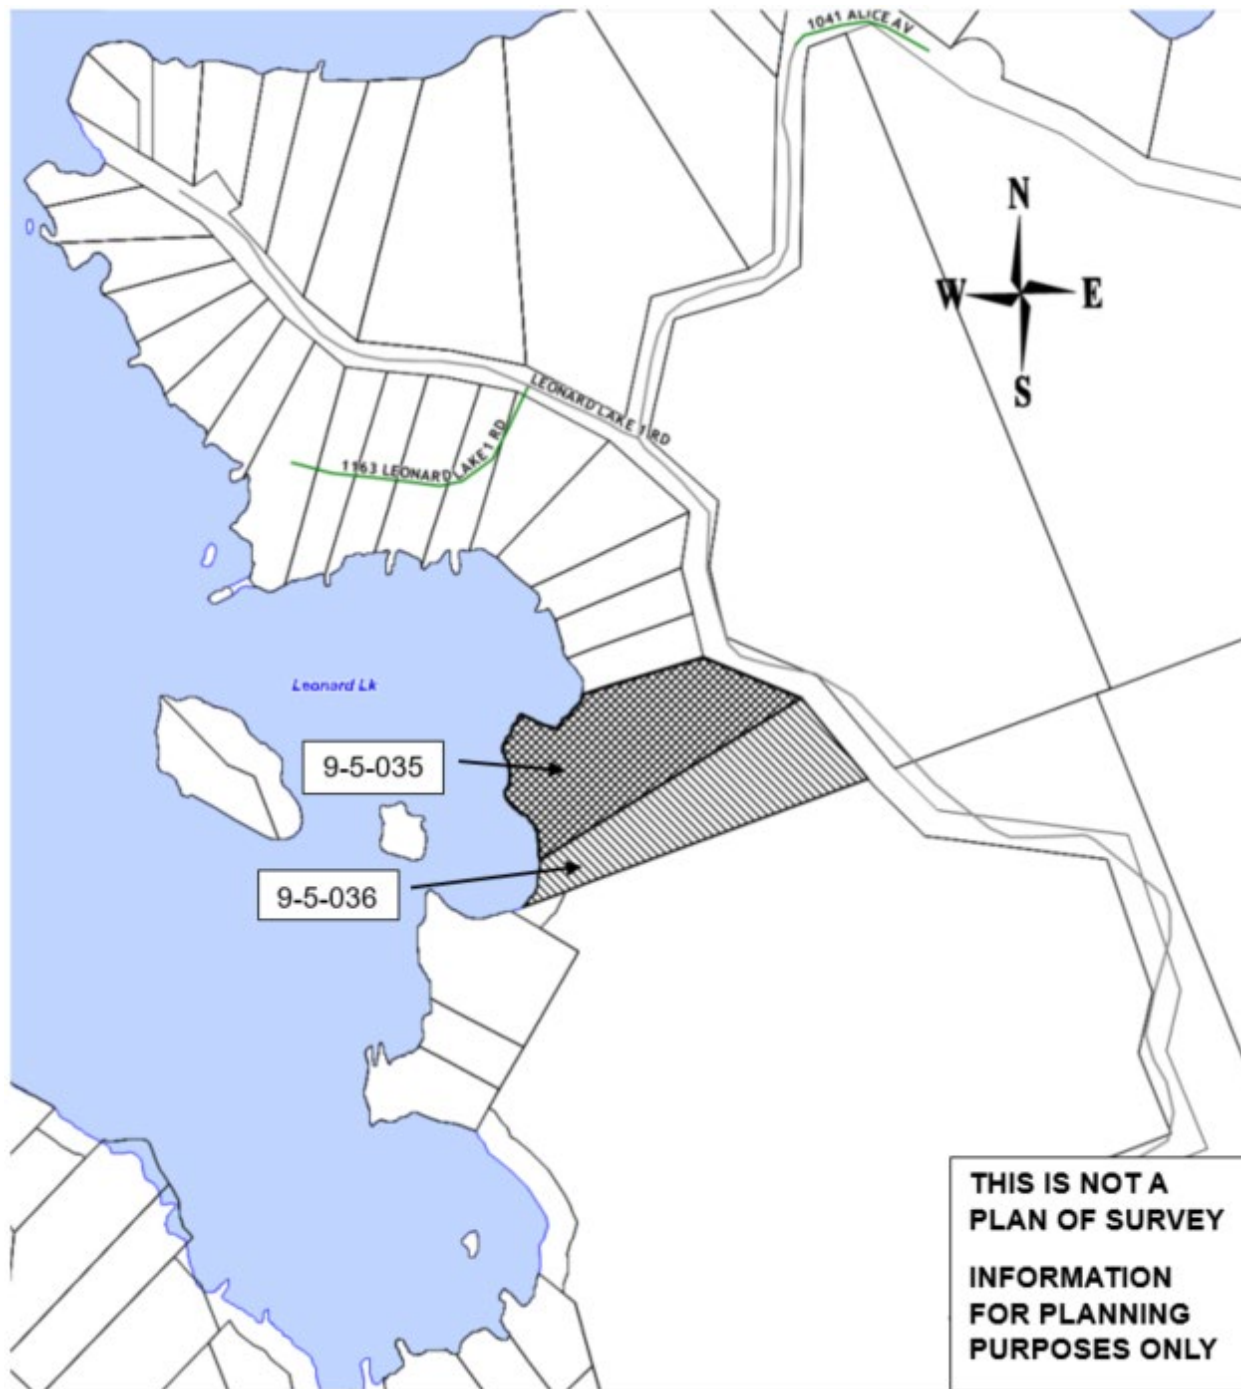 1041 ALICE AV
N
W E
S
LEONARD LAKE 1 RD
1163 LEONARD LAKE 1 RD
Leonard Lk
9-5-035
9-5-036
THIS IS NOT A
PLAN OF SURVEY
INFORMATION
FOR PLANNING
PURPOSES ONLY